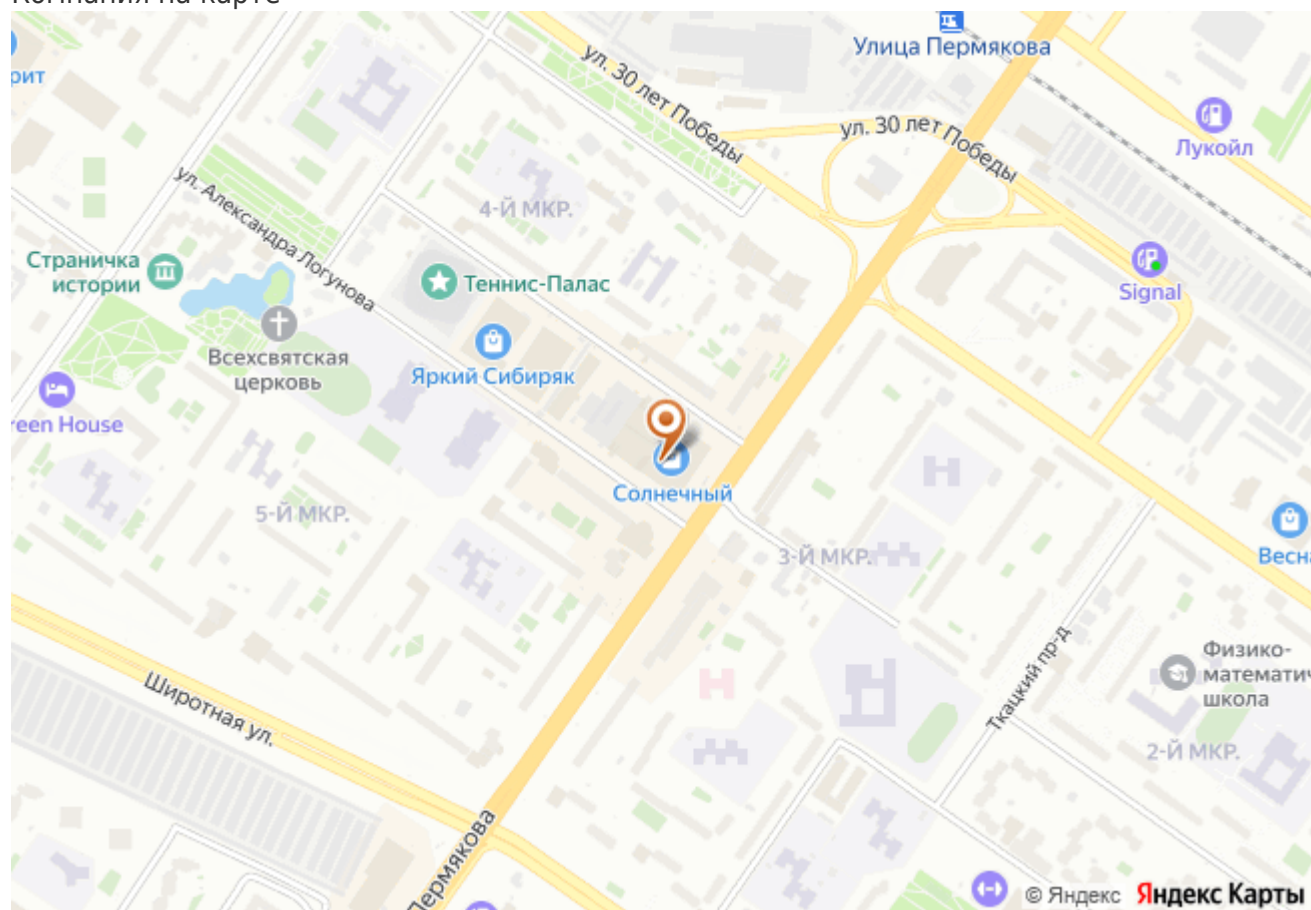 Компания на карте
Улица Пермякова
рит
ул. 30 лет Победы
ул. 30 лет Победы
Лукойл
ул. Александра Логунова
4-Й МКР.
Страничка
истории
Теннис-Палас
Signal
Всехсвятская
церковь
Яркий Сибиряк
reen House
Солнечный
5-Й МКР.
3-Й МКР.
Весн
Ткацкий пр-д
Физико-
математич
школа
Широтная ул.
2-Й МКР.
Пермякова
© Яндекс Яндекс Карты